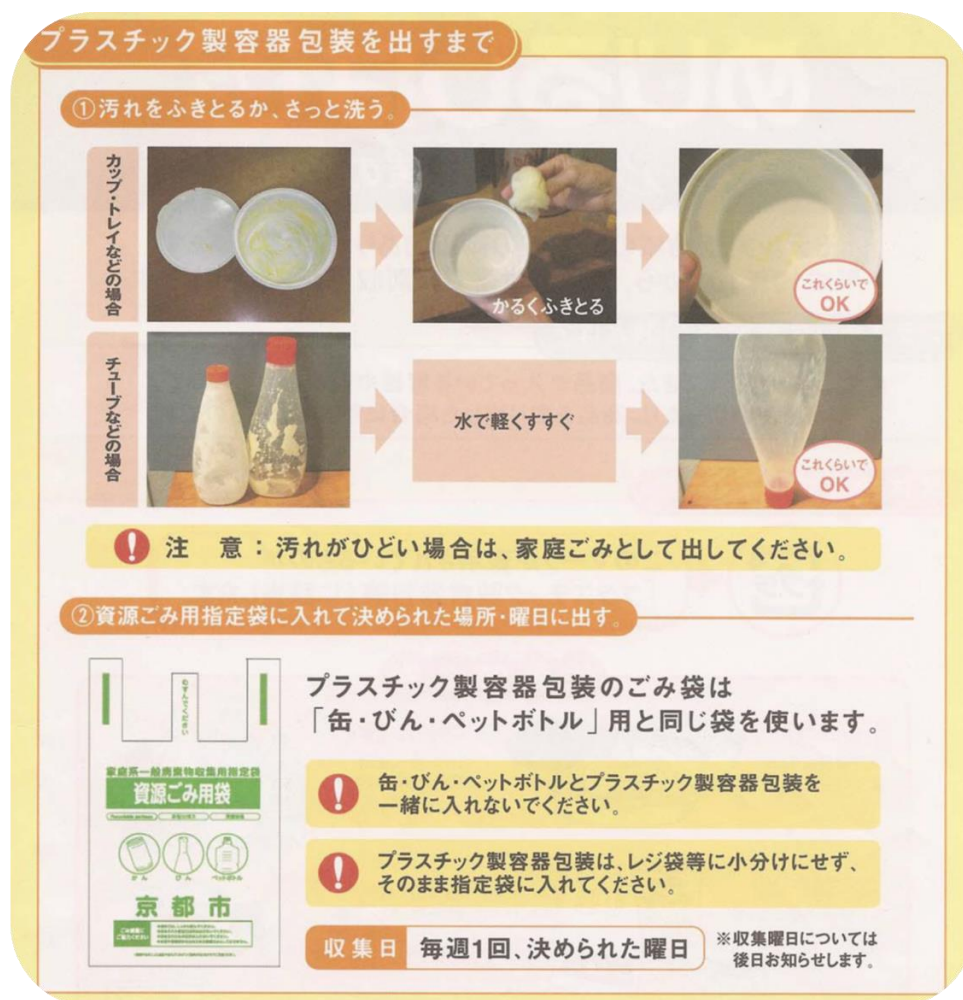 プラスチック製容器包装を出すまで
①汚れをふきとるか、さっと洗う。
カップ・トレイなどの場合
かるくふきとる
これくらいで
OK
チューブなどの場合
水で軽くすすぐ
これくらいで
OK
! 注　意：汚れがひどい場合は、家庭ごみとして出してください。
②資源ごみ用指定袋に入れて決められた場所・曜日に出す。
むすんでください
家庭系一般廃棄物収集用指定袋
資源ごみ用袋
かん
びん
ペットボトル
京都市
プラスチック製容器包装のごみ袋は
「缶・びん・ペットボトル」用と同じ袋を使います。
! 缶・びん・ペットボトルとプラスチック製容器包装を
一緒に入れないでください。
! プラスチック製容器包装は、レジ袋等に小分けにせず、
そのまま指定袋に入れてください。
収集日 毎週1回、決められた曜日
※収集曜日については
後日お知らせします。